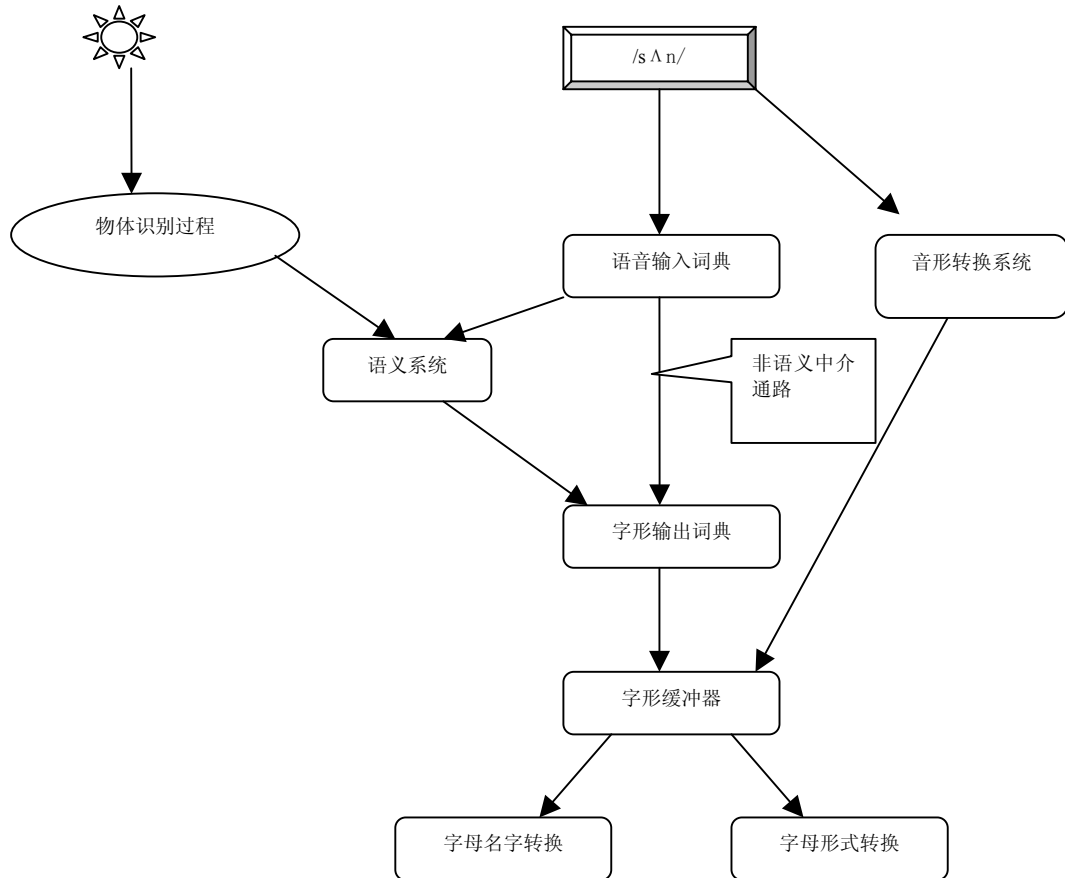 /sΛn/
物体识别过程
语音输入词典
音形转换系统
语义系统
非语义中介
通路
字形输出词典
字形缓冲器
字母名字转换
字母形式转换